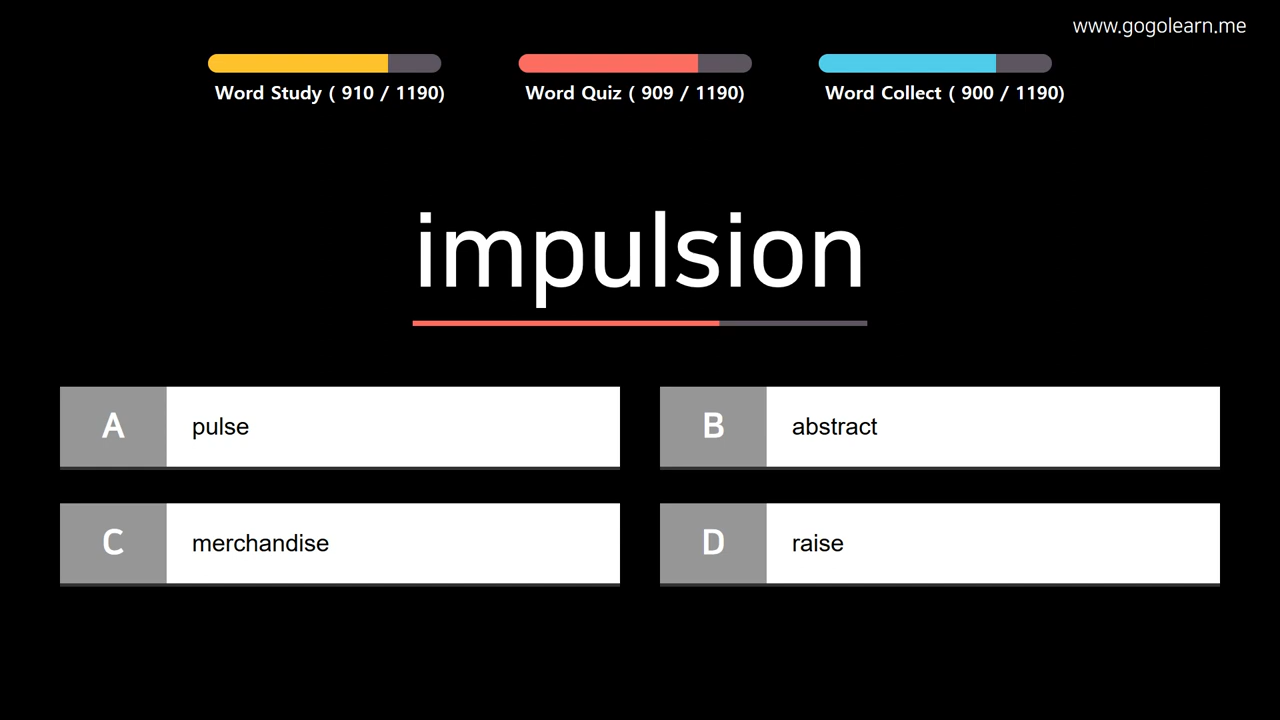 www.gogolearn.me
Word Study ( 910 / 1190)
Word Quiz ( 909 / 1190)
Word Collect ( 900 / 1190)
impulsion
A pulse
B abstract
C merchandise
D raise